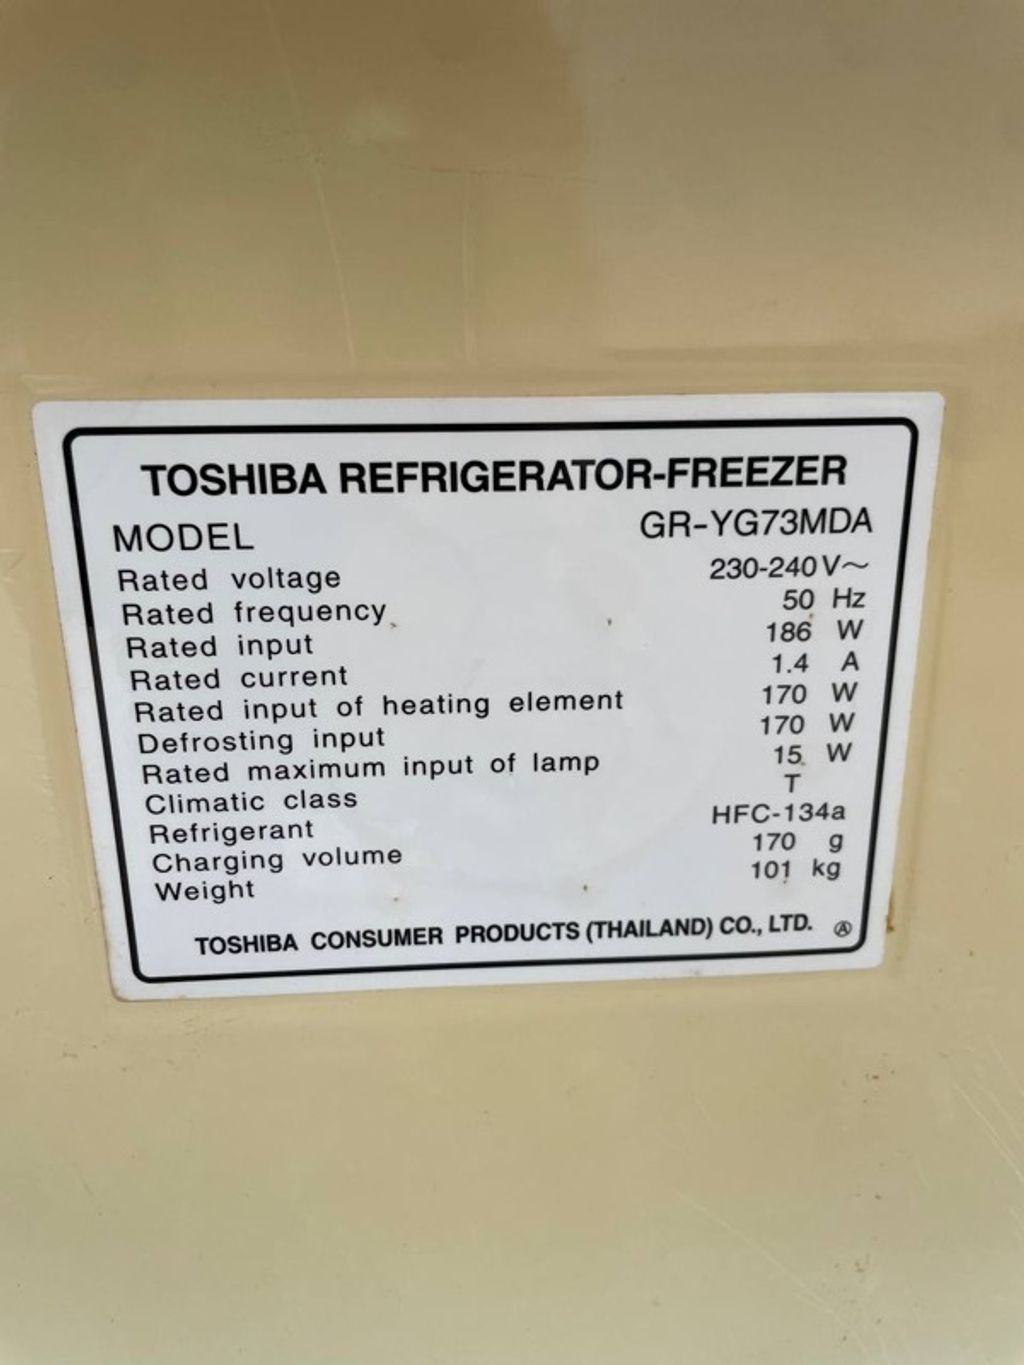 TOSHIBA REFRIGERATOR-FREEZER
MODEL GR-YG73MDA
Rated voltage 230-240 V~
Rated frequency 50 Hz
Rated input 186 W
Rated current 1.4 A
Rated input of heating element 170 W
Defrosting input 170 W
Rated maximum input of lamp 15 W
Climatic class T
Refrigerant HFC-134a
Charging volume 170 g
Weight 101 kg
TOSHIBA CONSUMER PRODUCTS (THAILAND) CO., LTD. Ⓐ